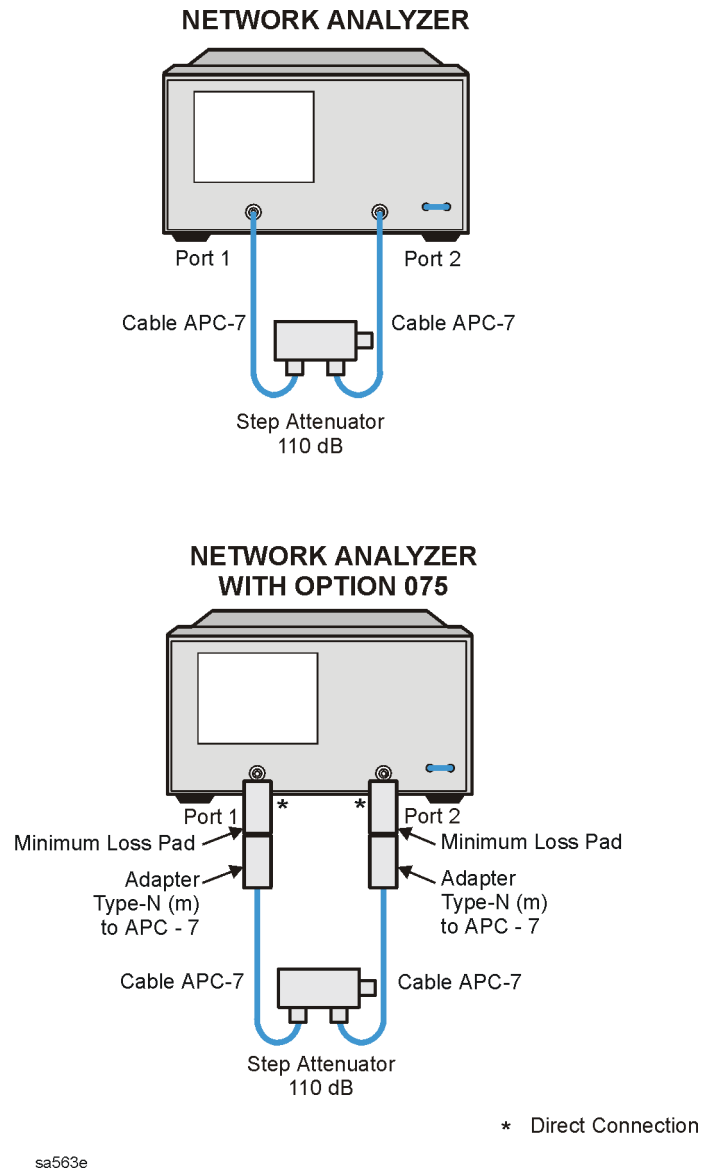 NETWORK ANALYZER
Port 1
Port 2
Cable APC-7
Cable APC-7
Step Attenuator
110 dB
NETWORK ANALYZER
WITH OPTION 075
Port 1
*
*
Port 2
Minimum Loss Pad
Minimum Loss Pad
Adapter
Type-N (m)
to APC - 7
Adapter
Type-N (m)
to APC - 7
Cable APC-7
Cable APC-7
Step Attenuator
110 dB
* Direct Connection
sa563e